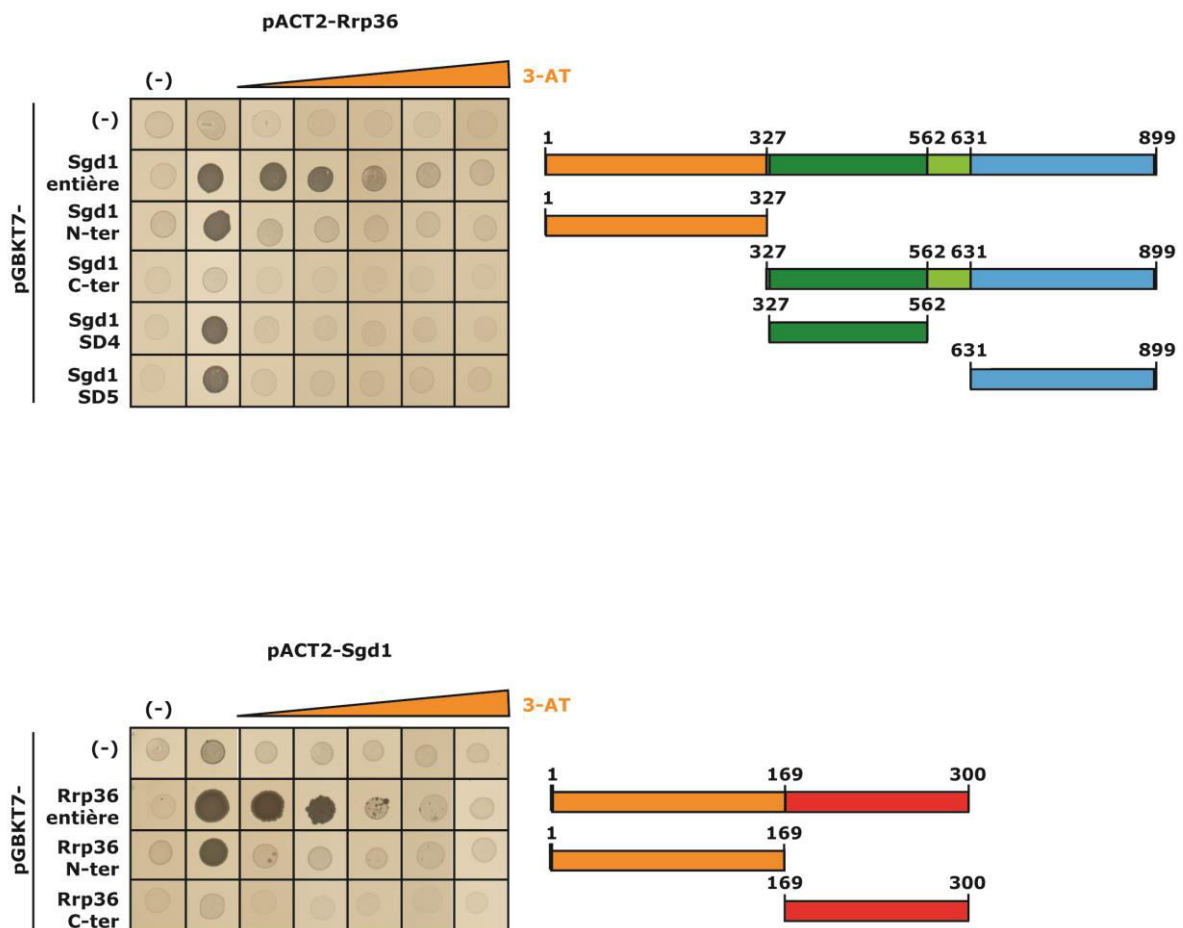 pACT2-Rrp36
(-)
3-AT
pGBKT7-
(-)
Sgd1
entière
Sgd1
N-ter
Sgd1
C-ter
Sgd1
SD4
Sgd1
SD5
1 327 562 631 899
1 327
327 562 631 899
327 562
631 899
pACT2-Sgd1
(-)
3-AT
pGBKT7-
(-)
Rrp36
entière
Rrp36
N-ter
Rrp36
C-ter
1 169 300
1 169
169 300